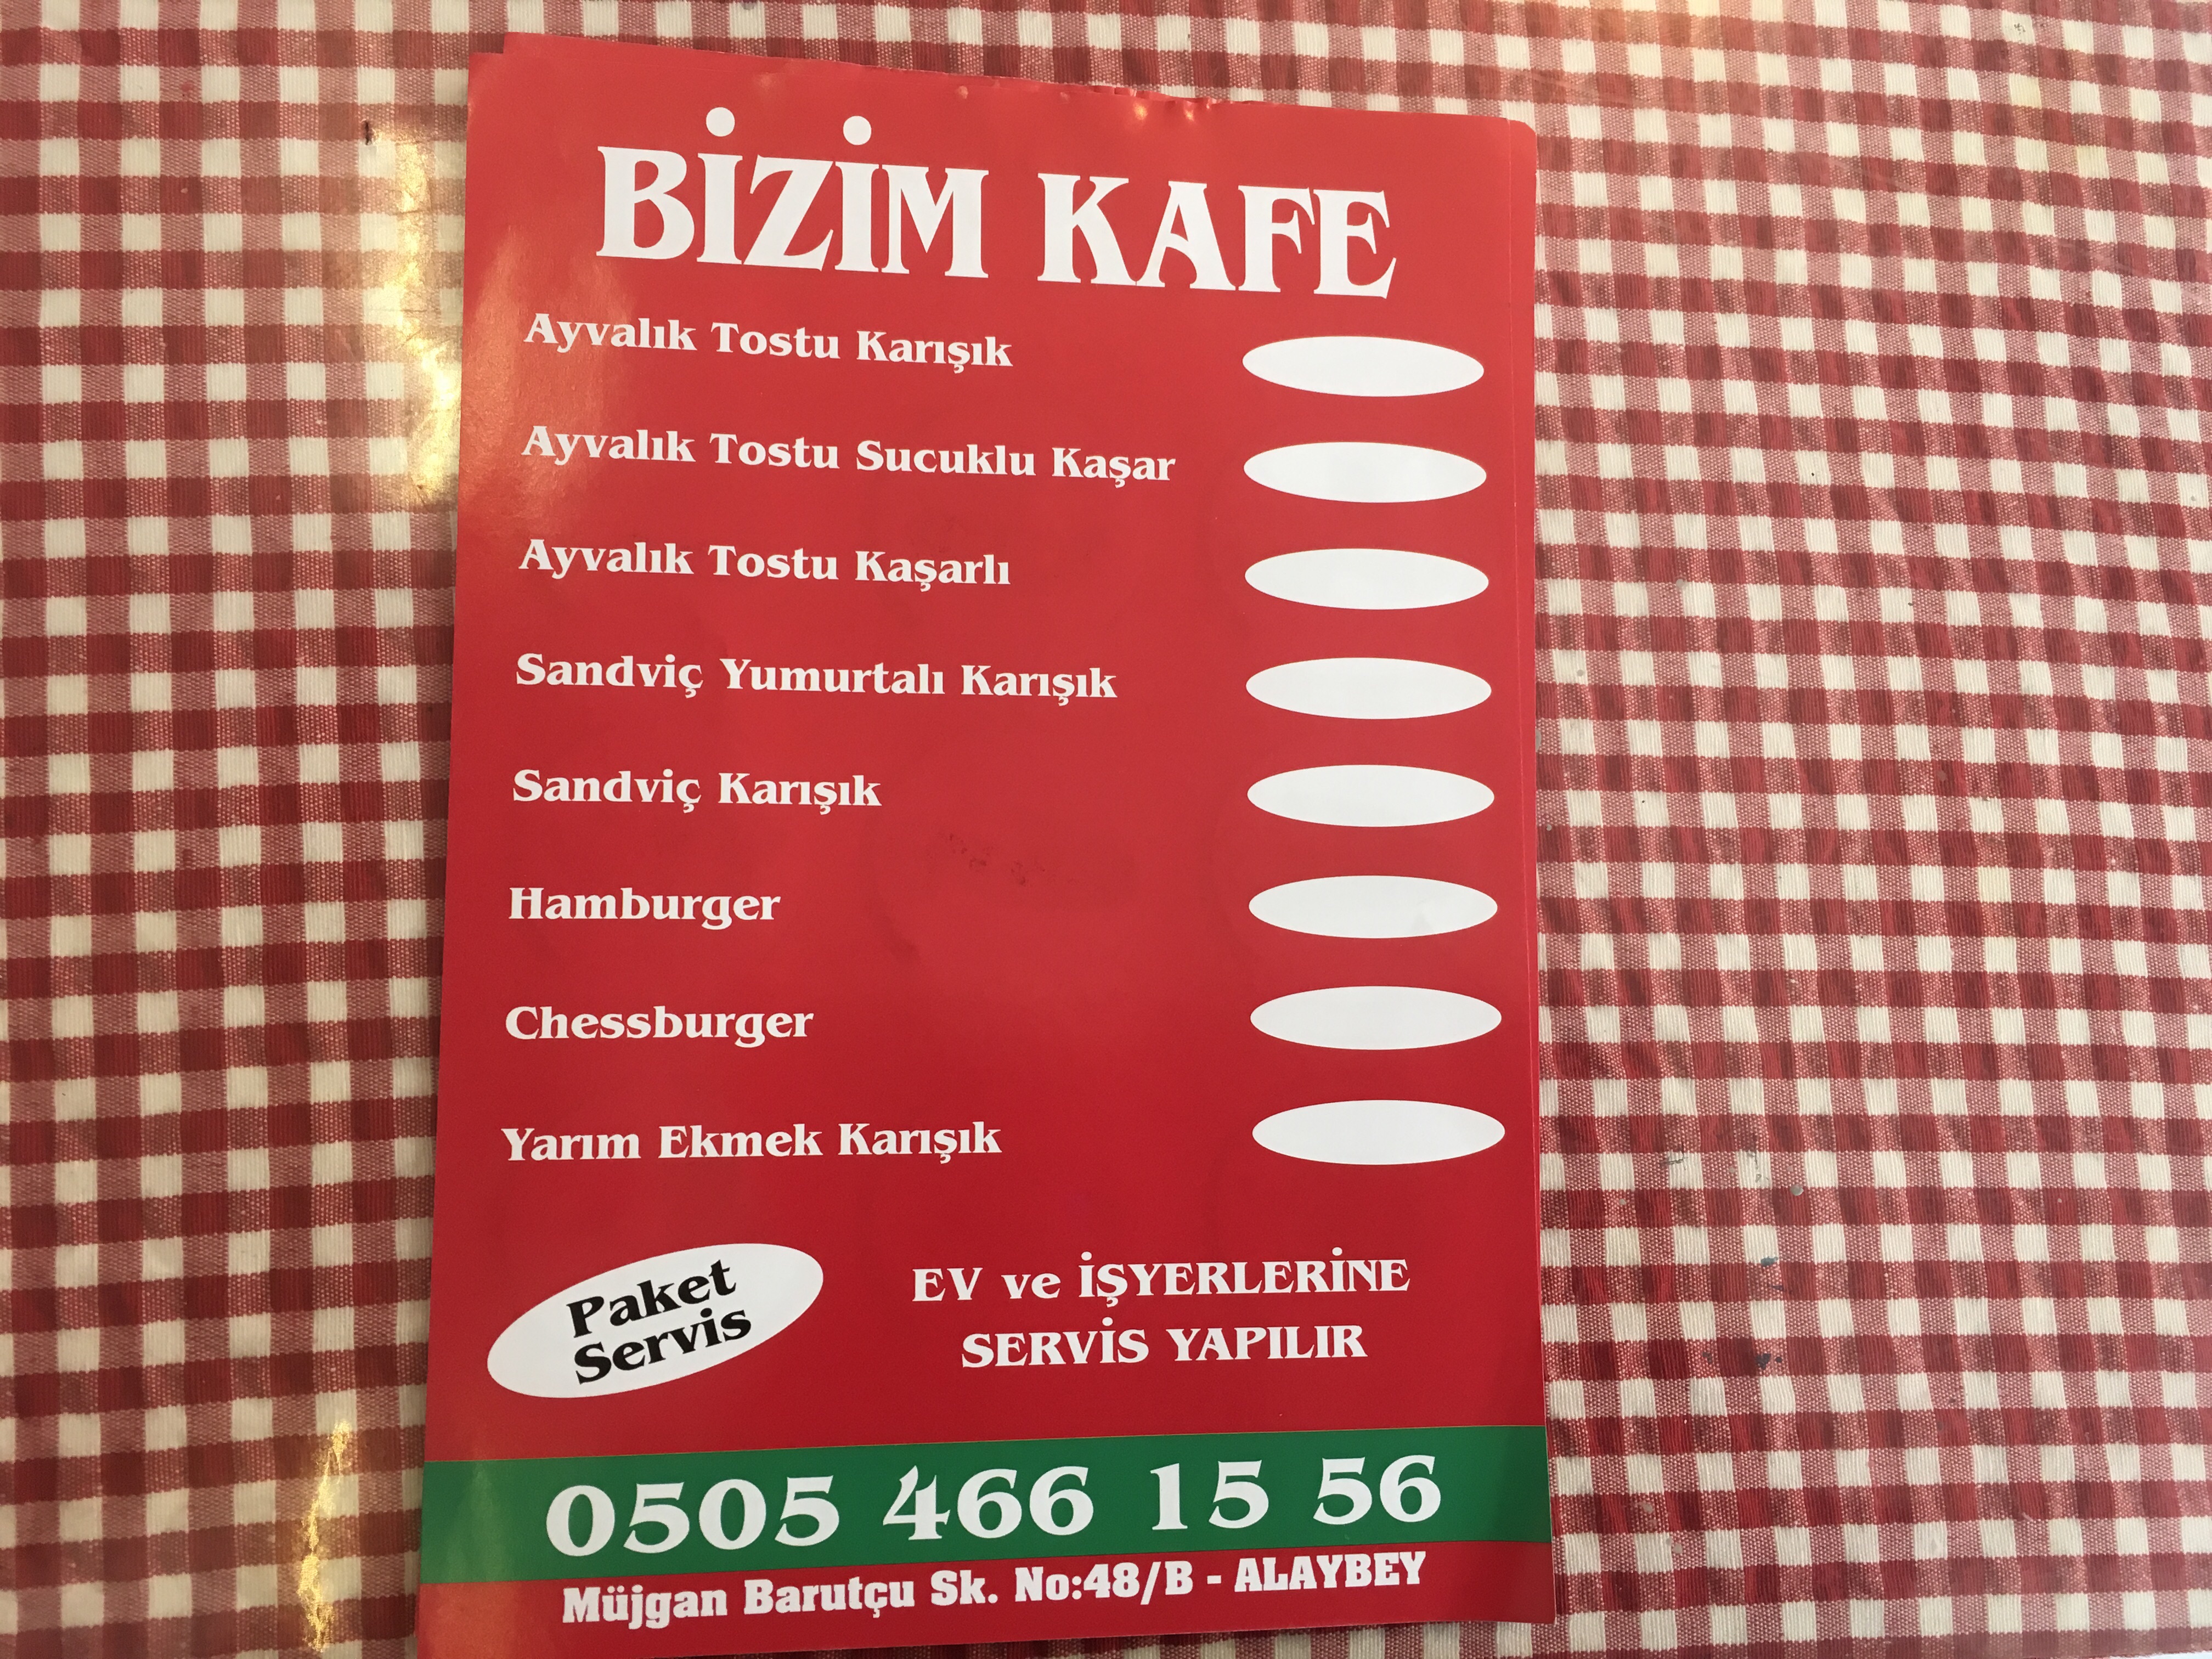 BİZİM KAFE
Ayvalık Tostu Karışık
Ayvalık Tostu Sucuklu Kaşar
Ayvalık Tostu Kaşarlı
Sandviç Yumurtalı Karışık
Sandviç Karışık
Hamburger
Chessburger
Yarım Ekmek Karışık
Paket
Servis
EV ve İŞYERLERİNE
SERVİS YAPILIR
0505 466 15 56
Müjgan Barutçu Sk. No:48/B - ALAYBEY